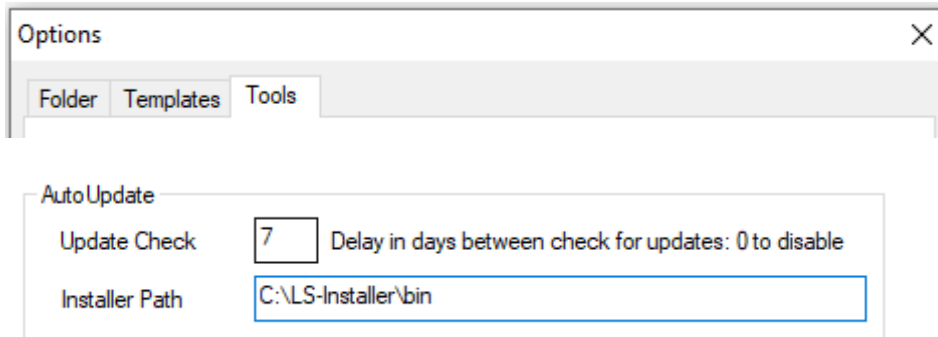 Options
Folder Templates Tools
AutoUpdate
Update Check 7 Delay in days between check for updates: 0 to disable
Installer Path C:\LS-Installer\bin